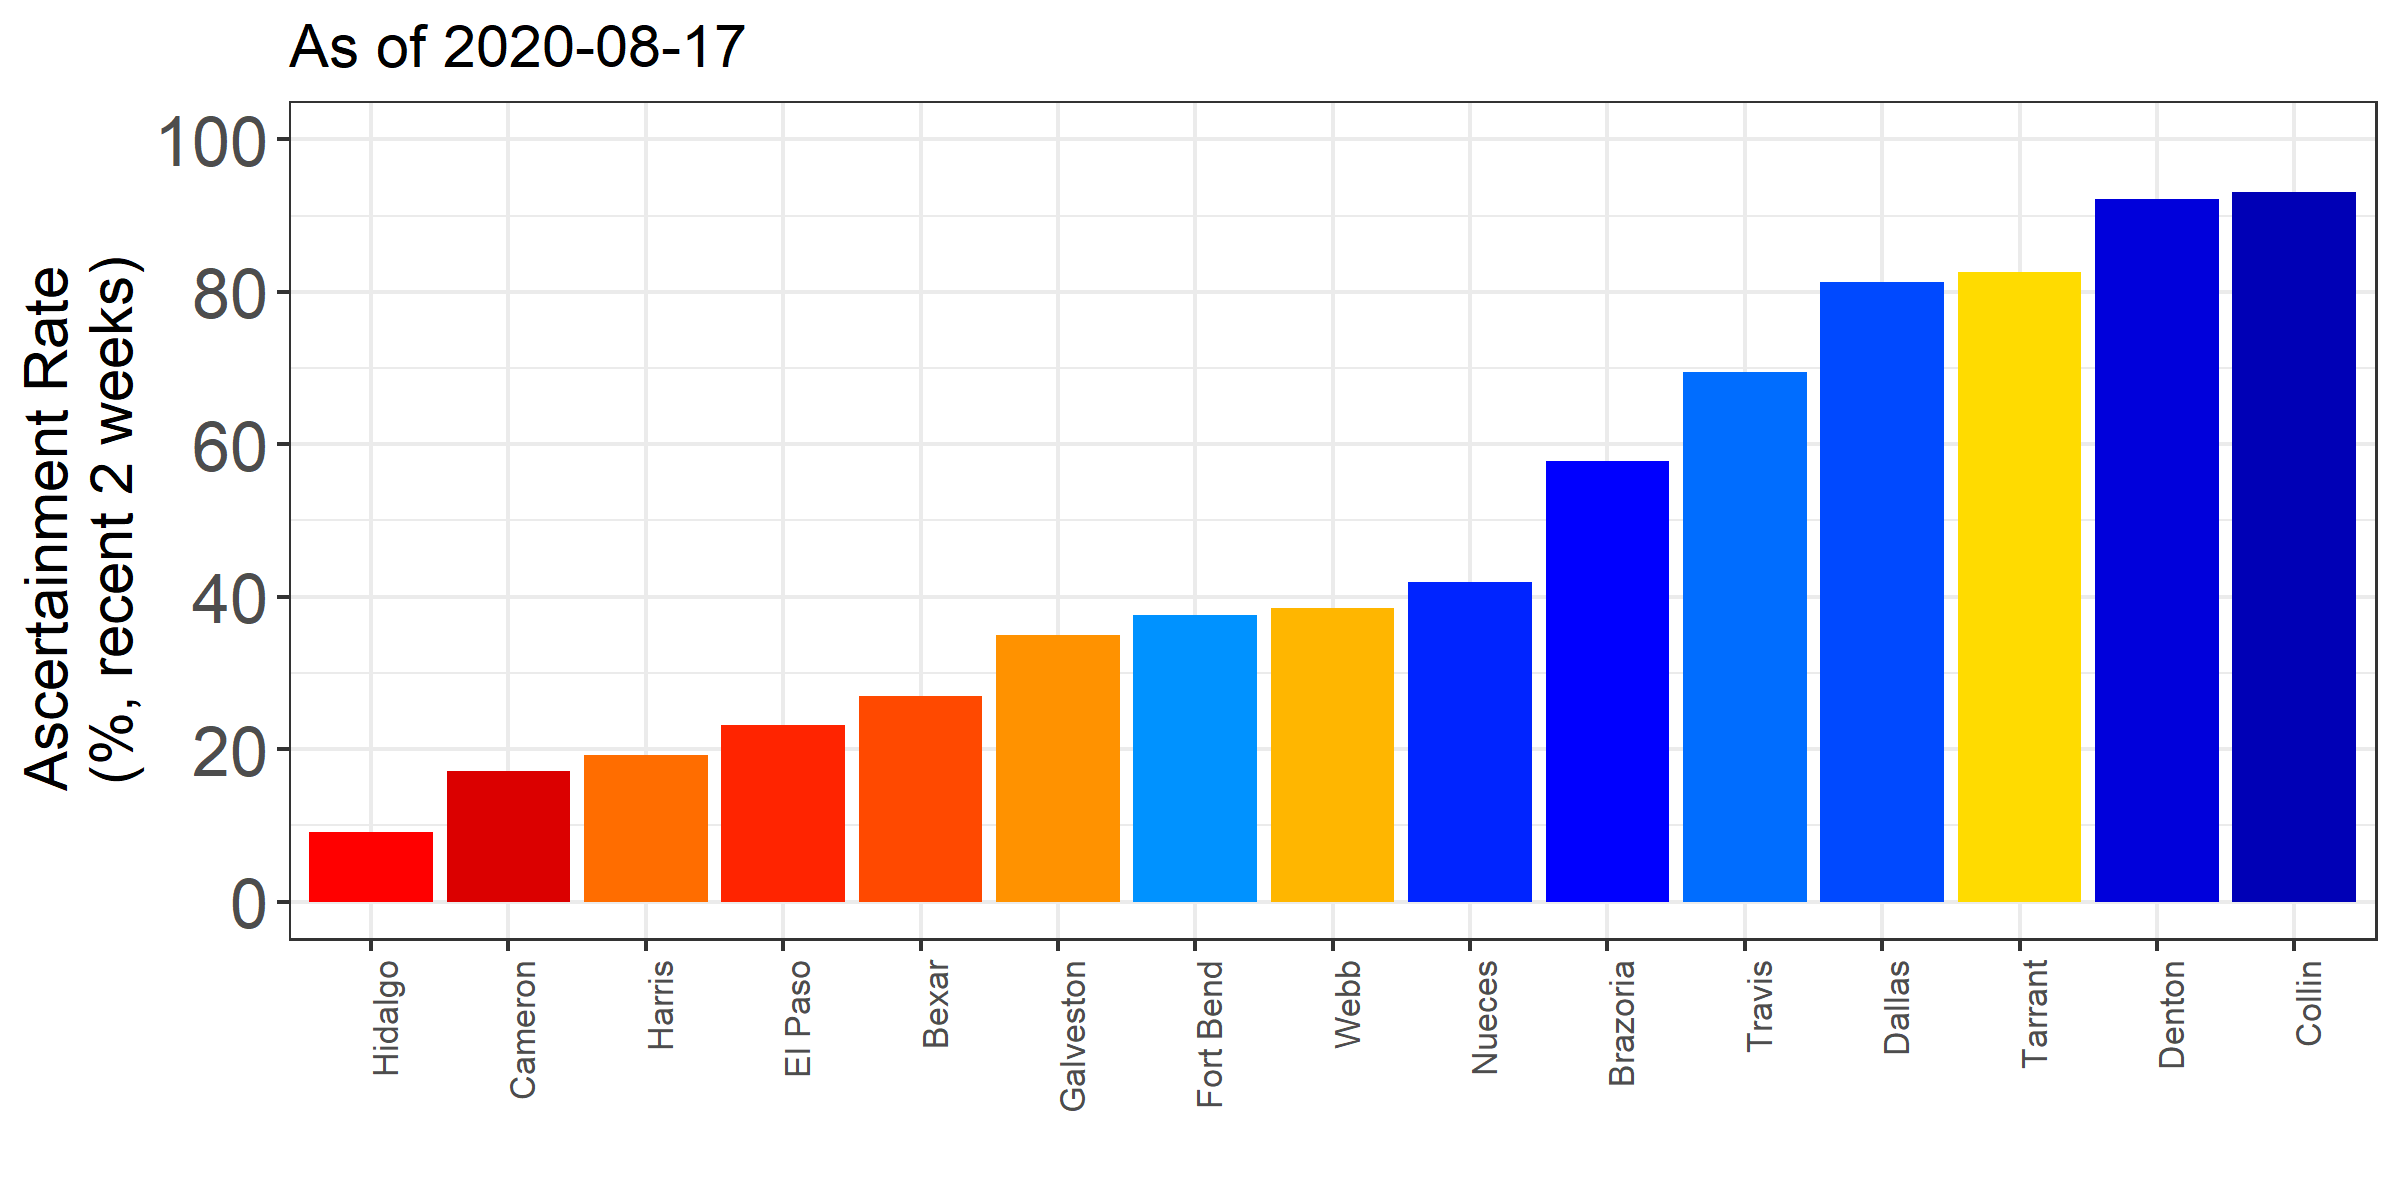 As of 2020-08-17
Ascertainment Rate
(%, recent 2 weeks)
100
80
60
40
20
0
Hidalgo
Cameron
Harris
El Paso
Bexar
Galveston
Fort Bend
Webb
Nueces
Brazoria
Travis
Dallas
Tarrant
Denton
Collin